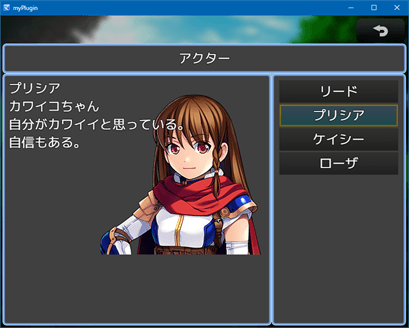 myPlugin
アクター
プリシア
カワイコちゃん
自分がカワイイと思っている。
自信もある。
リード
プリシア
ケイシー
ローザ